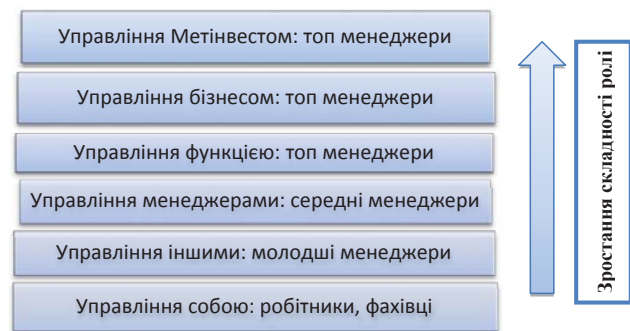 Управління Метінвестом: топ менеджери
Управління бізнесом: топ менеджери
Управління функцією: топ менеджери
Управління менеджерами: середні менеджери
Управління іншими: молодші менеджери
Управління собою: робітники, фахівці
Зростання складності ролі